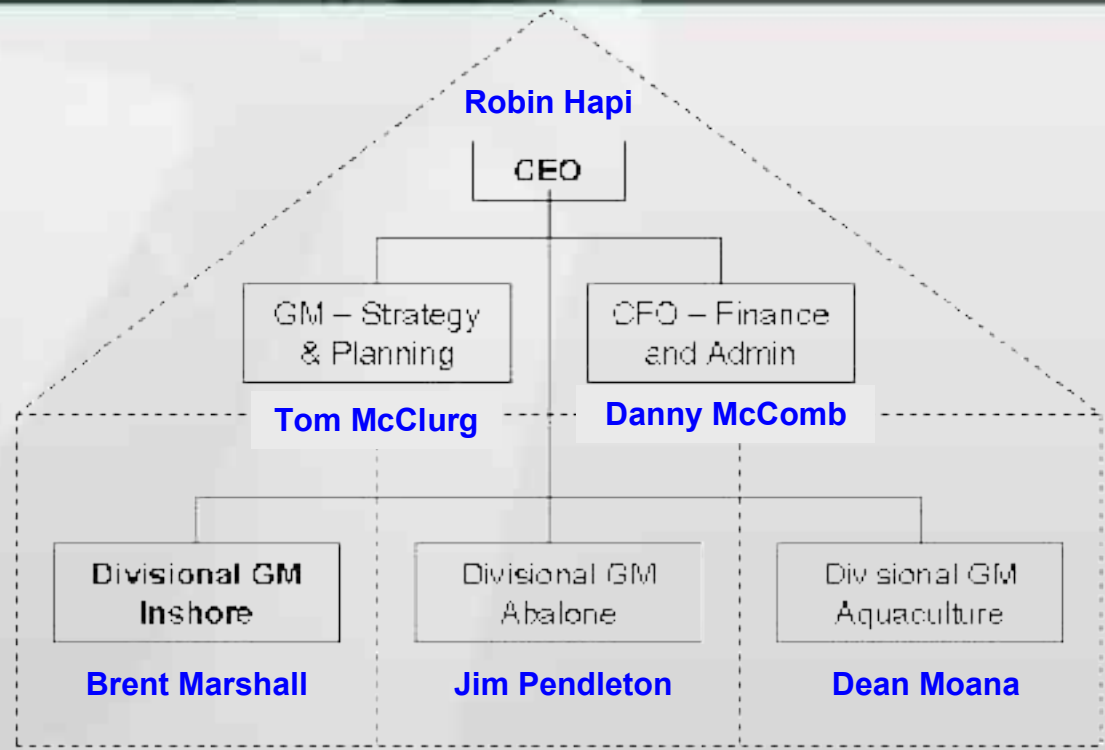 Robin Hapi
CEO
GM – Strategy
& Planning
CFO – Finance
and Admin
Tom McClurg
Danny McComb
Divisional GM
Inshore
Divisional GM
Abalone
Divisional GM
Aquaculture
Brent Marshall
Jim Pendleton
Dean Moana